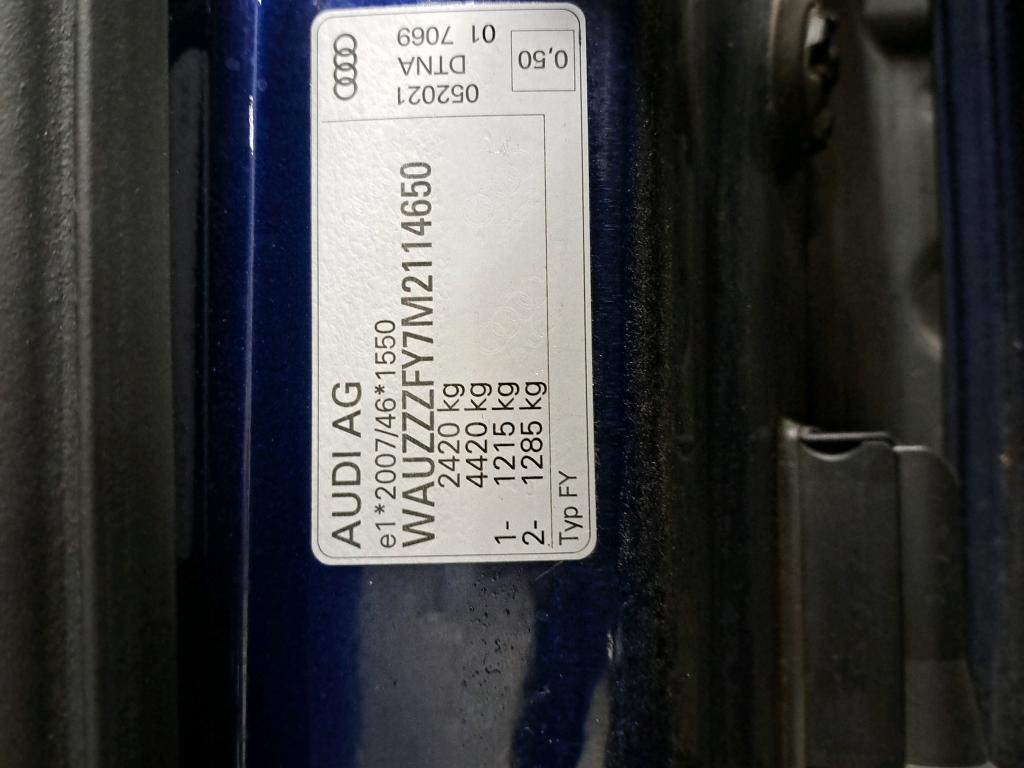 AUDI AG
e1*2007/46*1550
WAUZZZFY7M2114650
2420 kg
4420 kg
1- 1215 kg
2- 1285 kg
Typ FY
052021
DTNA
01 7069
0,50